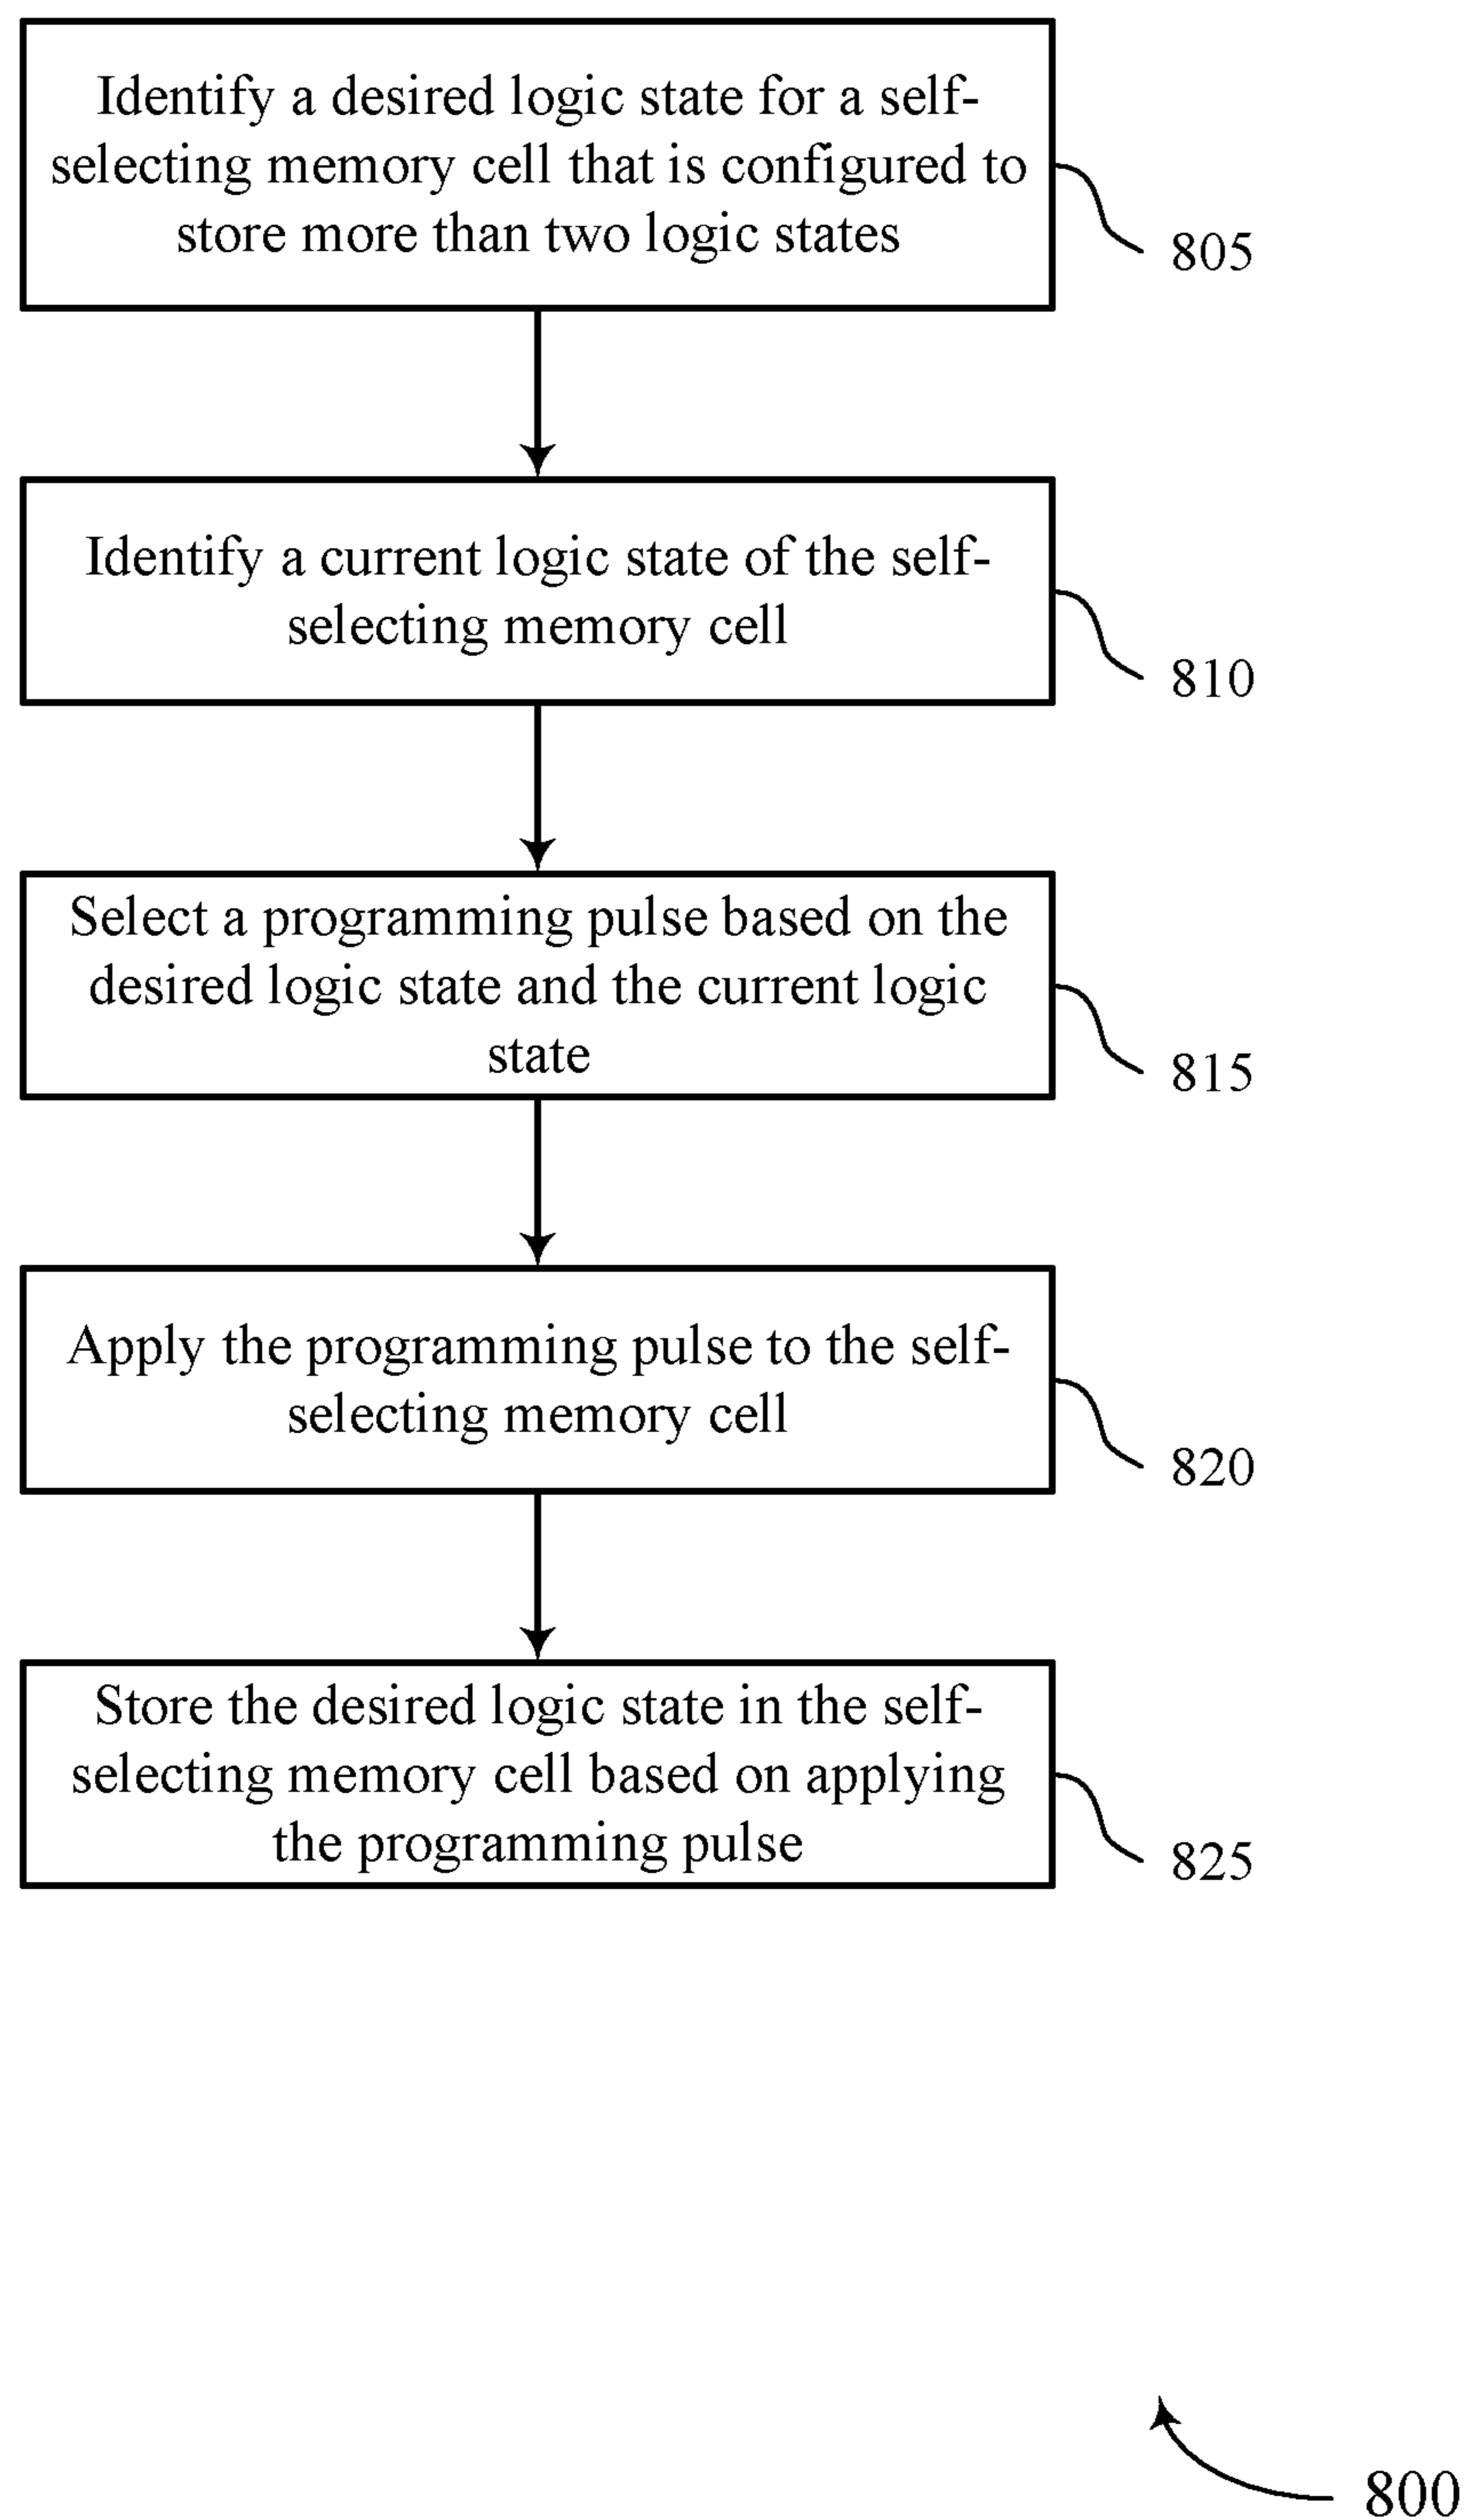 Identify a desired logic state for a self-
selecting memory cell that is configured to
store more than two logic states
805
Identify a current logic state of the self-
selecting memory cell
810
Select a programming pulse based on the
desired logic state and the current logic
state
815
Apply the programming pulse to the self-
selecting memory cell
820
Store the desired logic state in the self-
selecting memory cell based on applying
the programming pulse
825
800